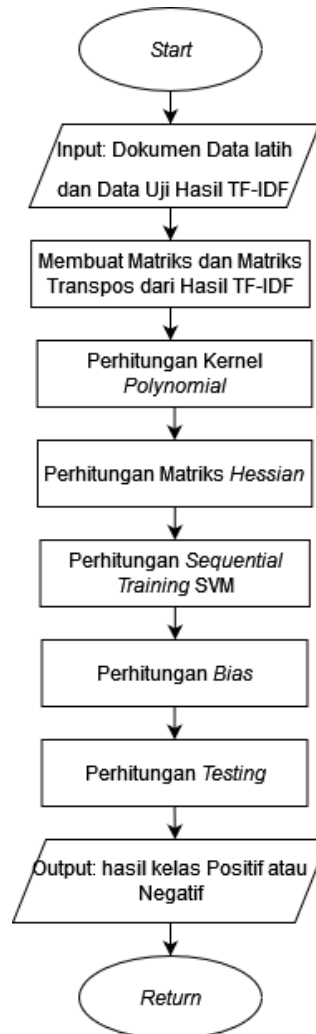 Start
Input: Dokumen Data latih
dan Data Uji Hasil TF-IDF
Membuat Matriks dan Matriks
Transpos dari Hasil TF-IDF
Perhitungan Kernel
Polynomial
Perhitungan Matriks Hessian
Perhitungan Sequential
Training SVM
Perhitungan Bias
Perhitungan Testing
Output: hasil kelas Positif atau
Negatif
Return